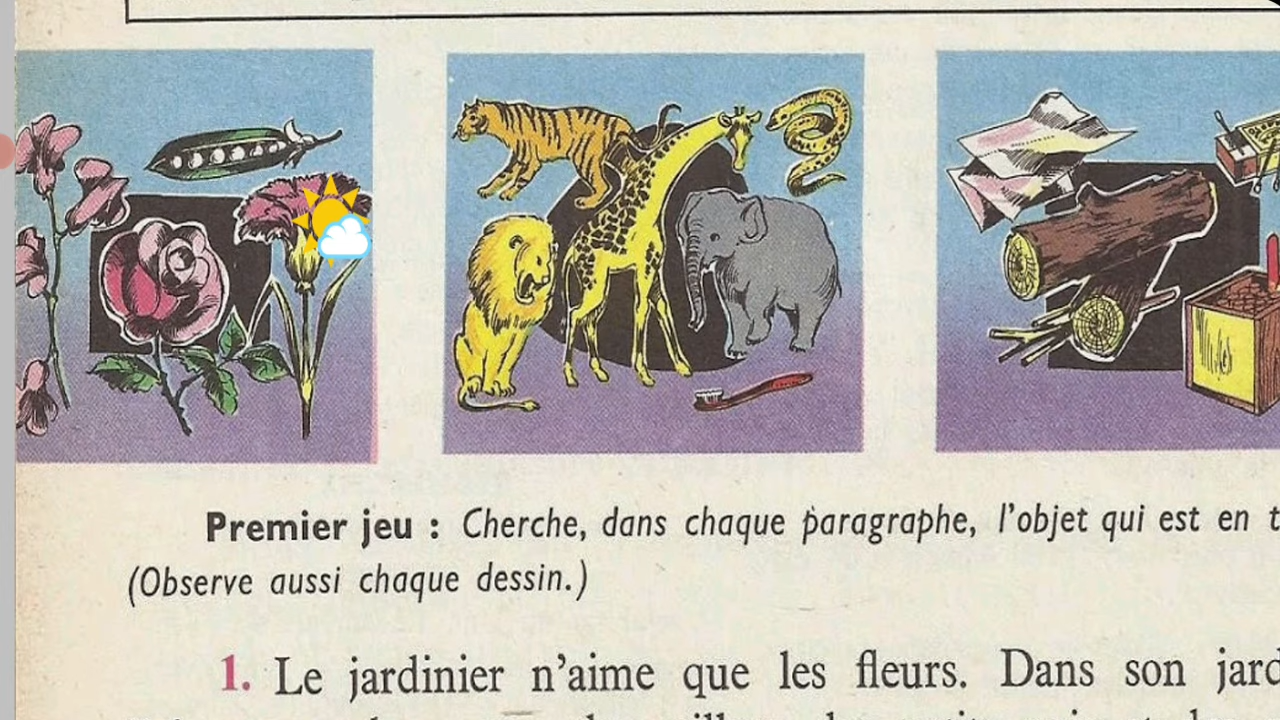 Premier jeu : Cherche, dans chaque paragraphe, l'objet qui est en t
(Observe aussi chaque dessin.)
1. Le jardinier n'aime que les fleurs. Dans son jard